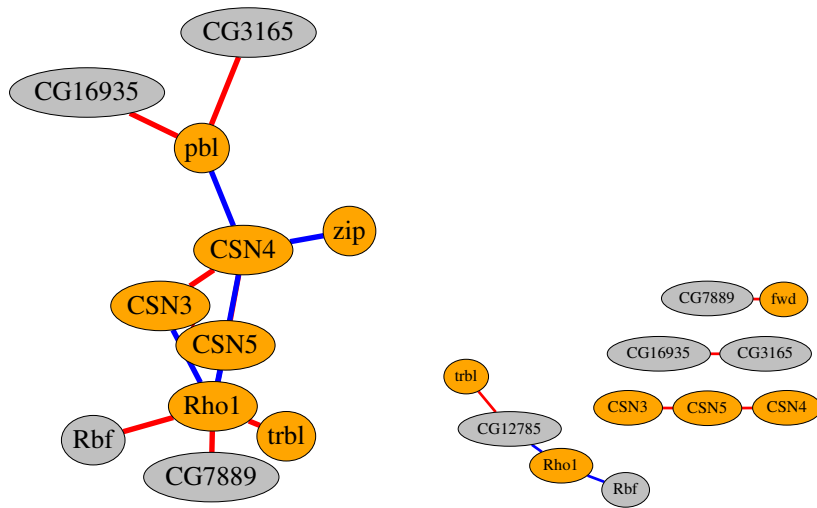 CG3165
CG16935
pbl
zip
CSN4
CSN3
CSN5
Rho1
Rbf
trbl
CG7889
CG7889
fwd
CG16935
CG3165
trbl
CSN3
CSN5
CSN4
CG12785
Rho1
Rbf